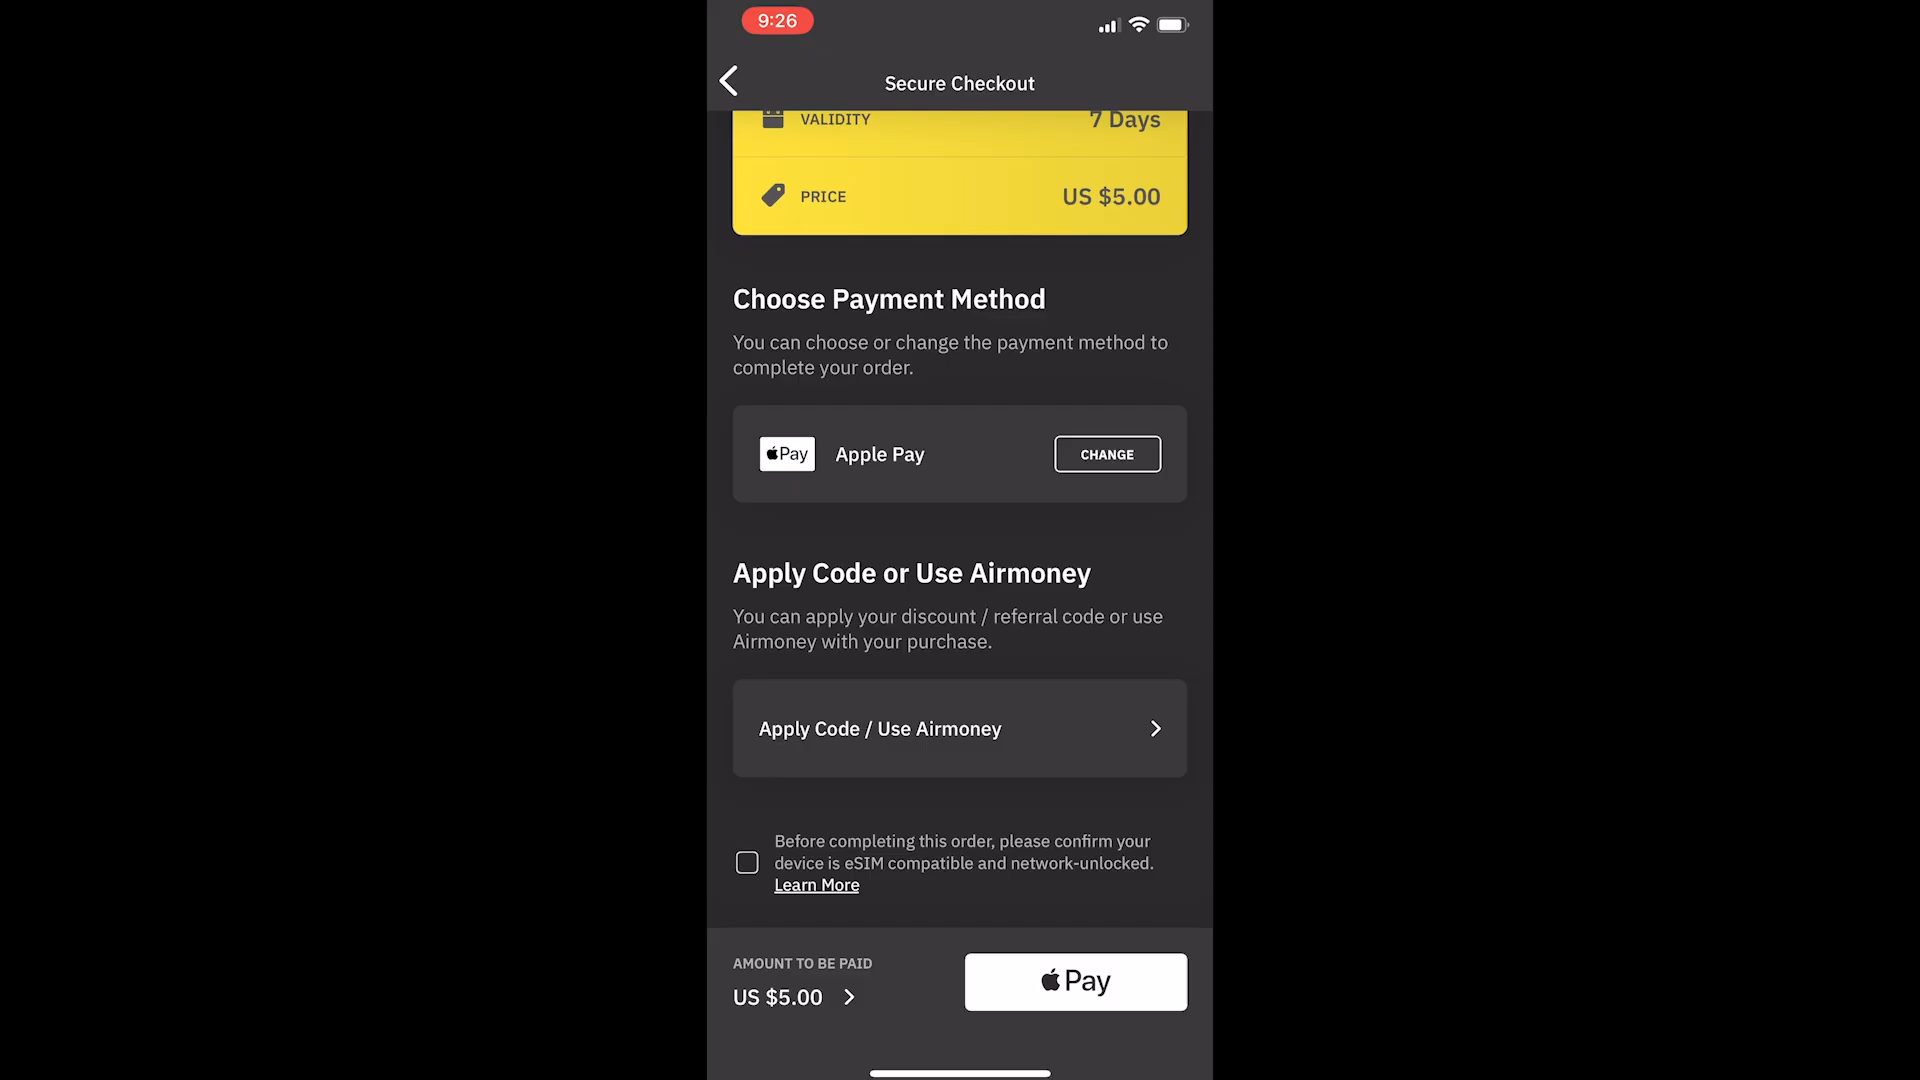 9:26
Secure Checkout
VALIDITY 7 Days
PRICE US $5.00
Choose Payment Method
You can choose or change the payment method to
complete your order.
Pay Apple Pay CHANGE
Apply Code or Use Airmoney
You can apply your discount / referral code or use
Airmoney with your purchase.
Apply Code / Use Airmoney
Before completing this order, please confirm your
device is eSIM compatible and network-unlocked.
Learn More
AMOUNT TO BE PAID
US $5.00
Pay